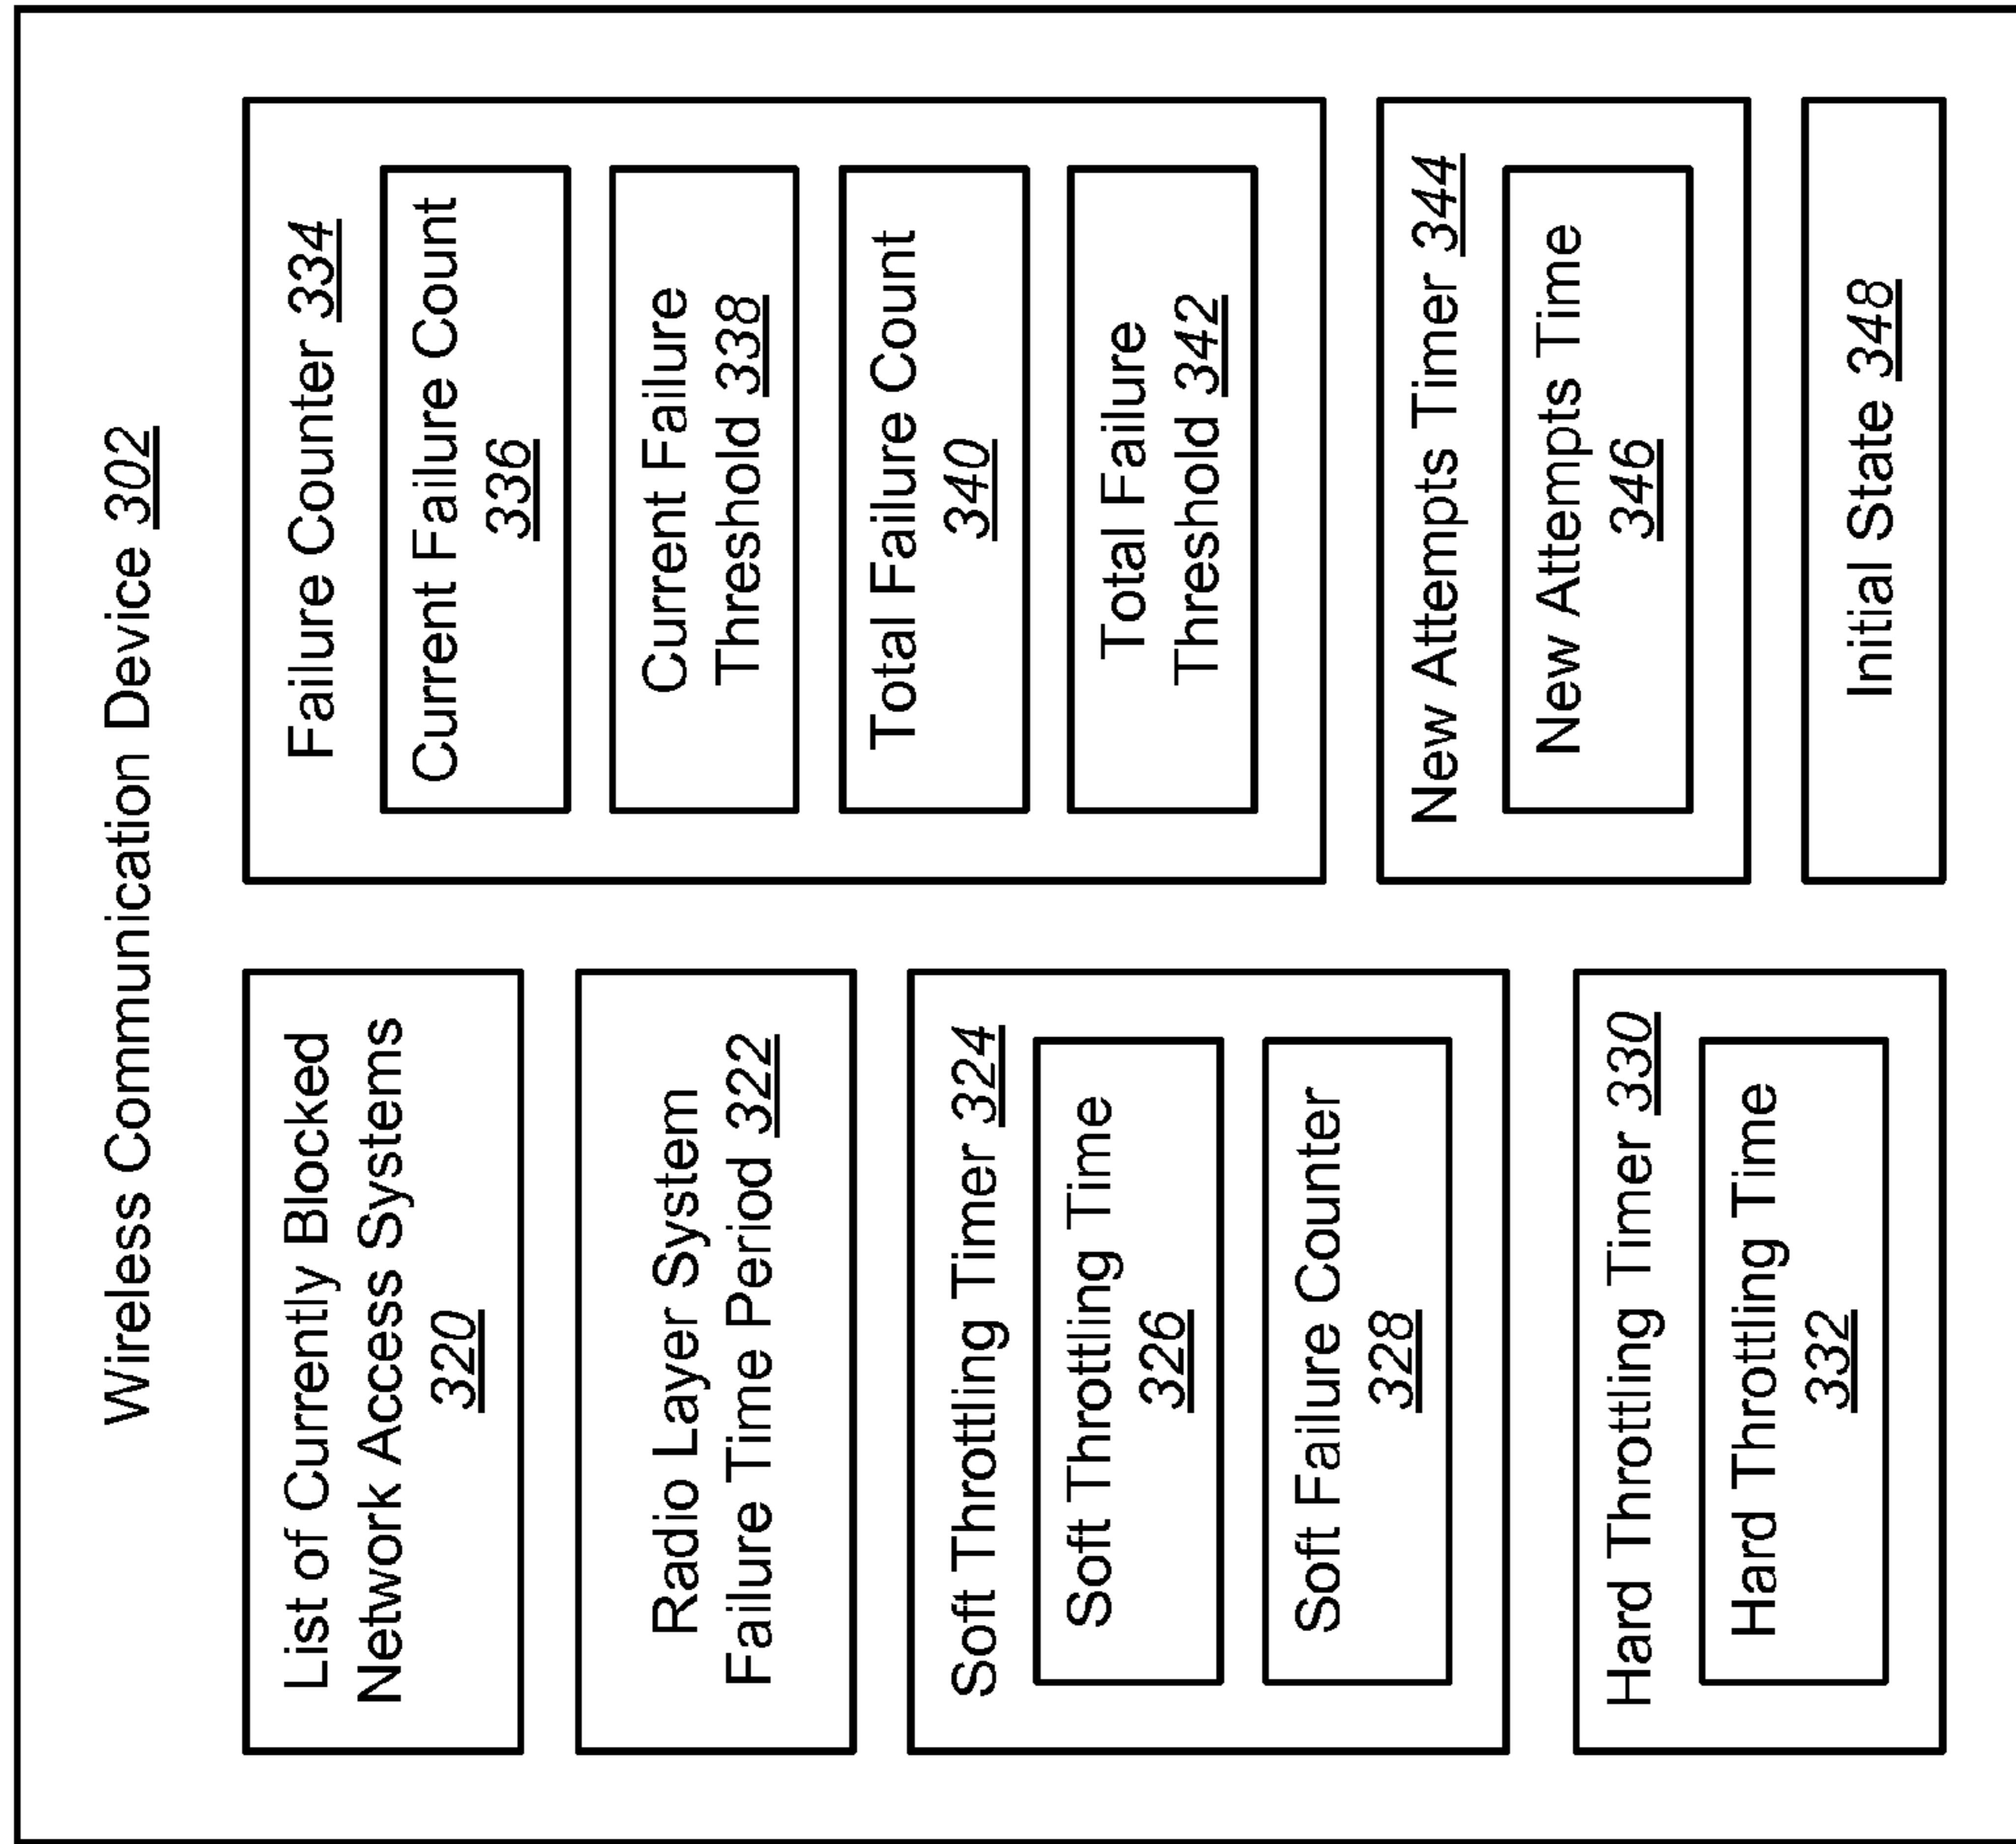 Wireless Communication Device 302
List of Currently Blocked
Network Access Systems
320
Radio Layer System
Failure Time Period 322
Soft Throttling Timer 324
Soft Throttling Time
326
Soft Failure Counter
328
Hard Throttling Timer 330
Hard Throttling Time
332
Failure Counter 334
Current Failure Count
336
Current Failure
Threshold 338
Total Failure Count
340
Total Failure
Threshold 342
New Attempts Timer 344
New Attempts Time
346
Initial State 348